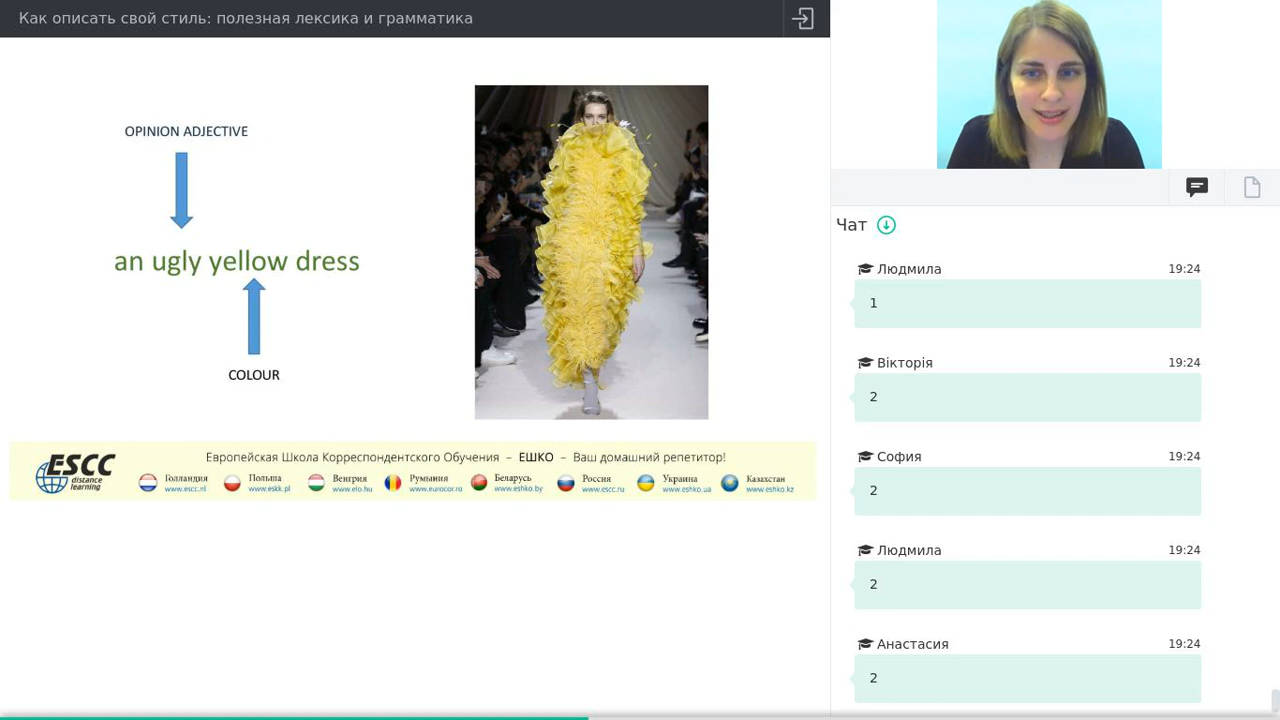 Как описать свой стиль: полезная лексика и грамматика
OPINION ADJECTIVE
an ugly yellow dress
COLOUR
ESCC
distance
learning
Европейская Школа Корреспондентского Обучения – ЕШКО – Ваш домашний репетитор!
Голландия
www.escc.nl
Польша
www.eskk.pl
Венгрия
www.elo.hu
Румыния
www.eurocor.ro
Беларусь
www.eshko.by
Россия
www.escc.ru
Украина
www.eshko.ua
Казахстан
www.eshko.kz
Чат
Людмила 19:24
1
Вікторія 19:24
2
София 19:24
2
Людмила 19:24
2
Анастасия 19:24
2